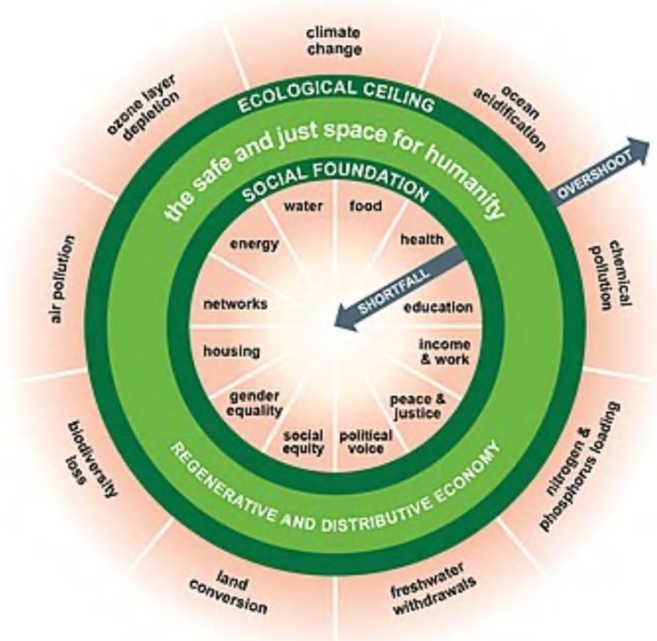 climate
change
ocean
acidification
chemical
pollution
nitrogen &
phosphorus loading
freshwater
withdrawals
land
conversion
biodiversity
loss
air pollution
ozone layer
depletion
ECOLOGICAL CEILING
the safe and just space for humanity
SOCIAL FOUNDATION
OVERSHOOT
SHORTFALL
water
food
health
education
income
& work
peace &
justice
political
voice
social
equity
gender
equality
housing
networks
energy
REGENERATIVE AND DISTRIBUTIVE ECONOMY